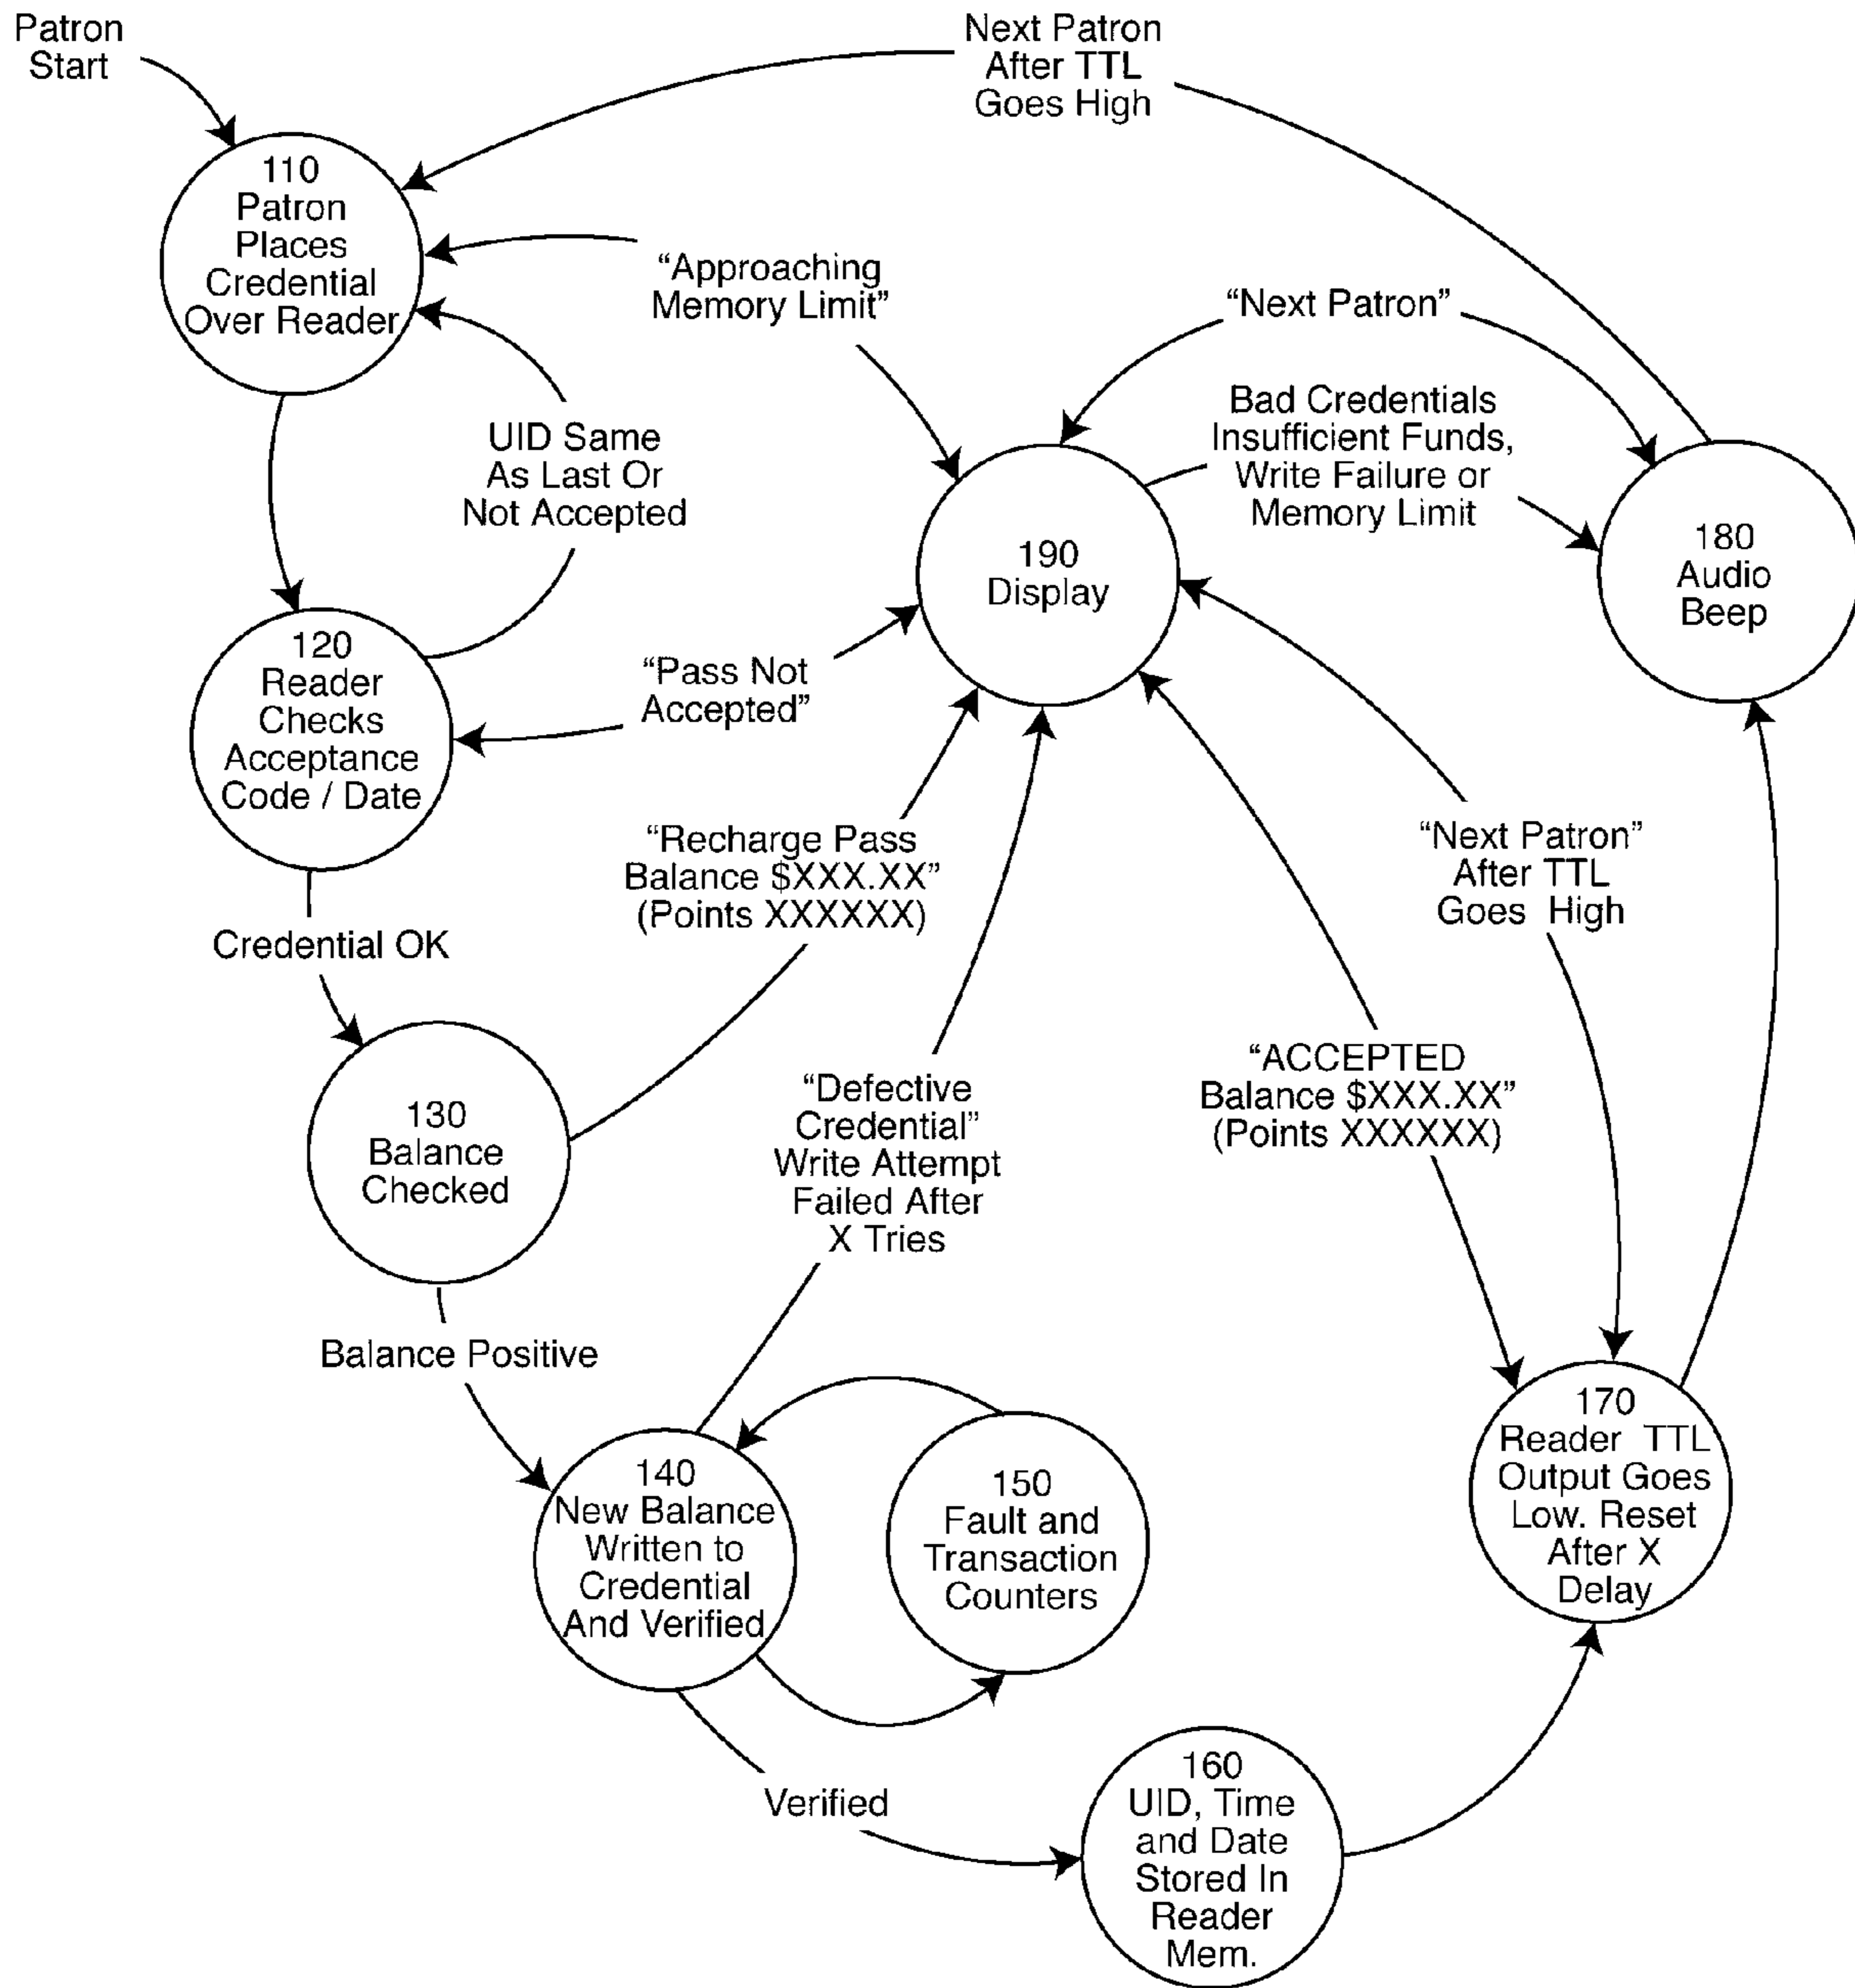 Patron
Start
Next Patron
After TTL
Goes High
110
Patron
Places
Credential
Over Reader
“Approaching
Memory Limit”
“Next Patron”
UID Same
As Last Or
Not Accepted
Bad Credentials
Insufficient Funds,
Write Failure or
Memory Limit
190
Display
180
Audio
Beep
120
Reader
Checks
Acceptance
Code / Date
“Pass Not
Accepted”
“Recharge Pass
Balance $XXX.XX”
(Points XXXXXX)
“Next Patron”
After TTL
Goes High
Credential OK
130
Balance
Checked
“Defective
Credential”
Write Attempt
Failed After
X Tries
“ACCEPTED
Balance $XXX.XX”
(Points XXXXXX)
Balance Positive
140
New Balance
Written to
Credential
And Verified
150
Fault and
Transaction
Counters
170
Reader TTL
Output Goes
Low. Reset
After X
Delay
Verified
160
UID, Time
and Date
Stored In
Reader
Mem.